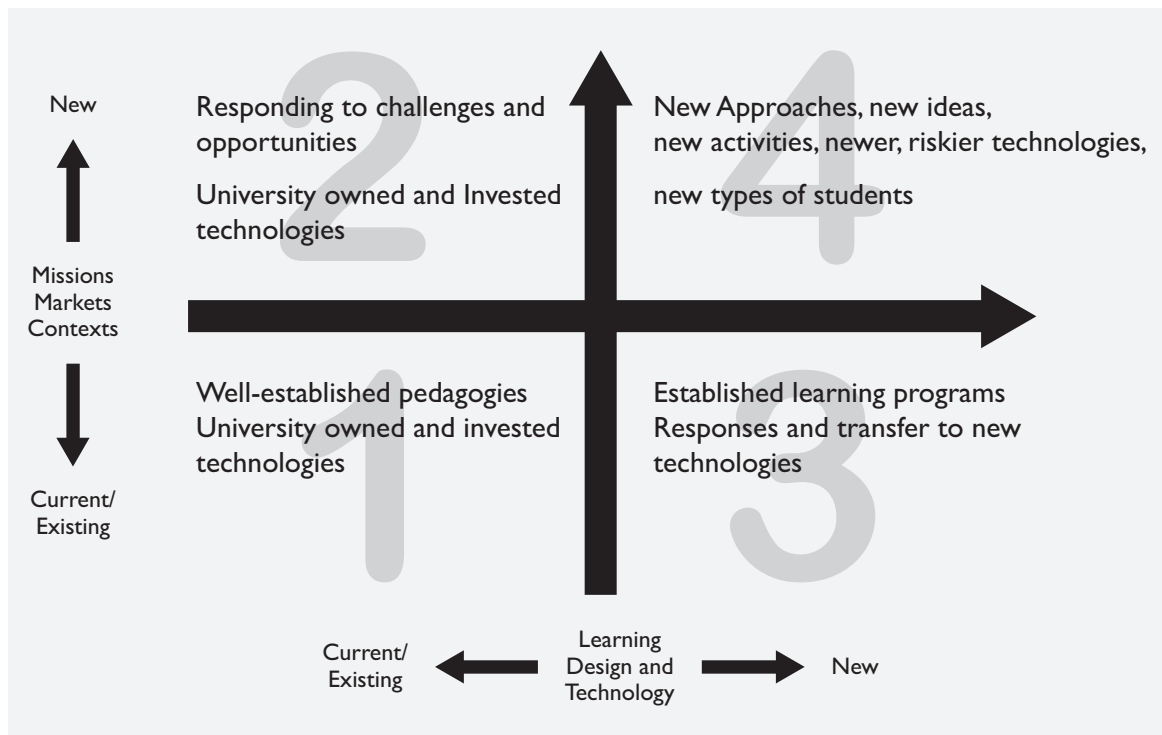 2
4
New
Responding to challenges and
opportunities
University owned and Invested
technologies
New Approaches, new ideas,
new activities, newer, riskier technologies,
new types of students
Missions
Markets
Contexts
1
3
Well-established pedagogies
University owned and invested
technologies
Established learning programs
Responses and transfer to new
technologies
Current/
Existing
Current/
Existing
Learning
Design and
Technology
New